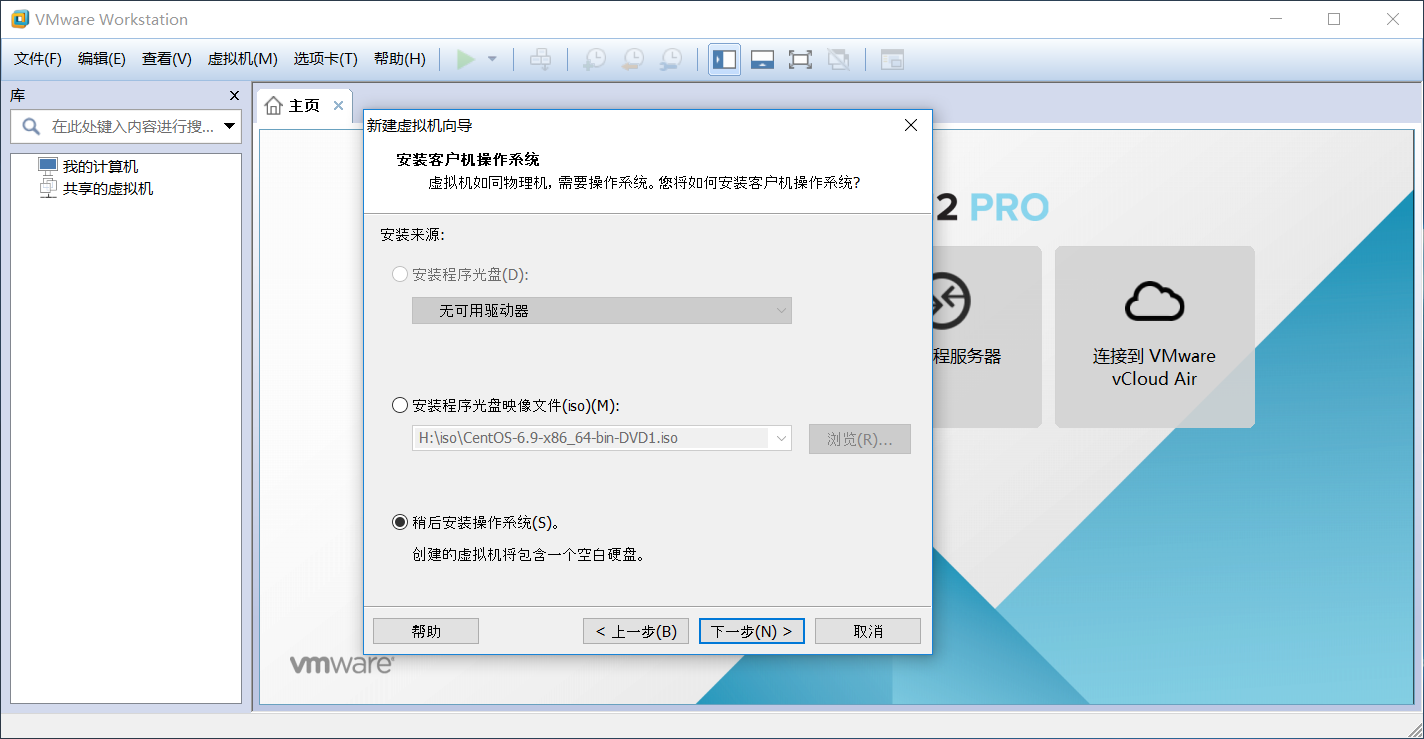 VMware Workstation
文件(F) 编辑(E) 查看(V) 虚拟机(M) 选项卡(T) 帮助(H)
库
在此处键入内容进行搜...
我的计算机
共享的虚拟机
主页
新建虚拟机向导
安装客户机操作系统
虚拟机如同物理机,需要操作系统。您将如何安装客户机操作系统?
安装来源:
安装程序光盘(D):
无可用驱动器
安装程序光盘映像文件(iso)(M):
H:\iso\CentOS-6.9-x86_64-bin-DVD1.iso
浏览(R)...
稍后安装操作系统(S)。
创建的虚拟机将包含一个空白硬盘。
帮助
< 上一步(B)
下一步(N) >
取消
2 PRO
程服务器
连接到 VMware
vCloud Air
vmware